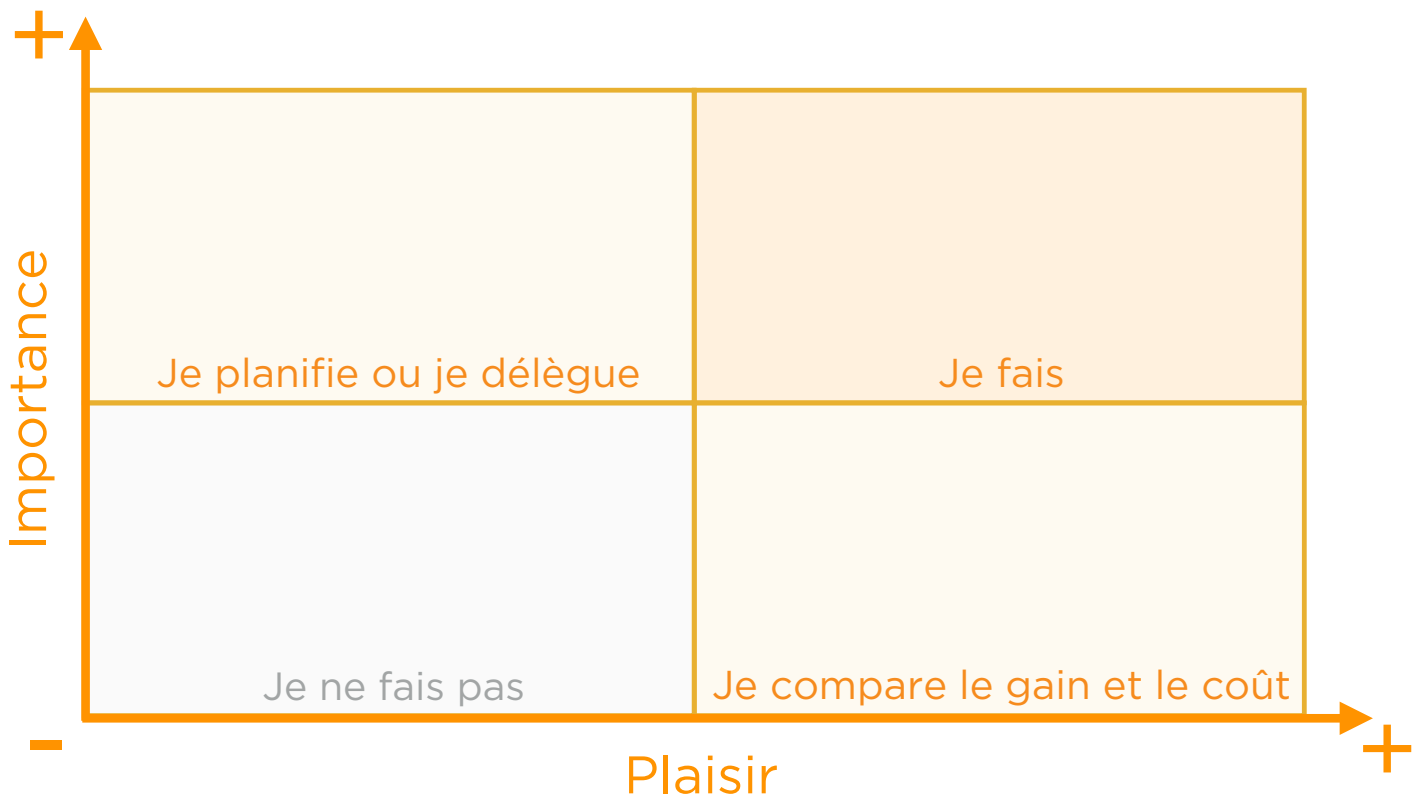 +
Importance
Je planifie ou je délègue
Je fais
Je ne fais pas
Je compare le gain et le coût
-
+
Plaisir